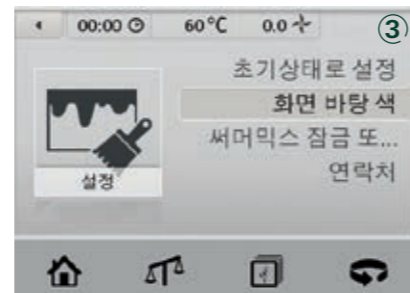 00:00 60°C 0.0 ③
초기상태로 설정
화면 바탕 색
써머믹스 잠금 또...
연락처
설정